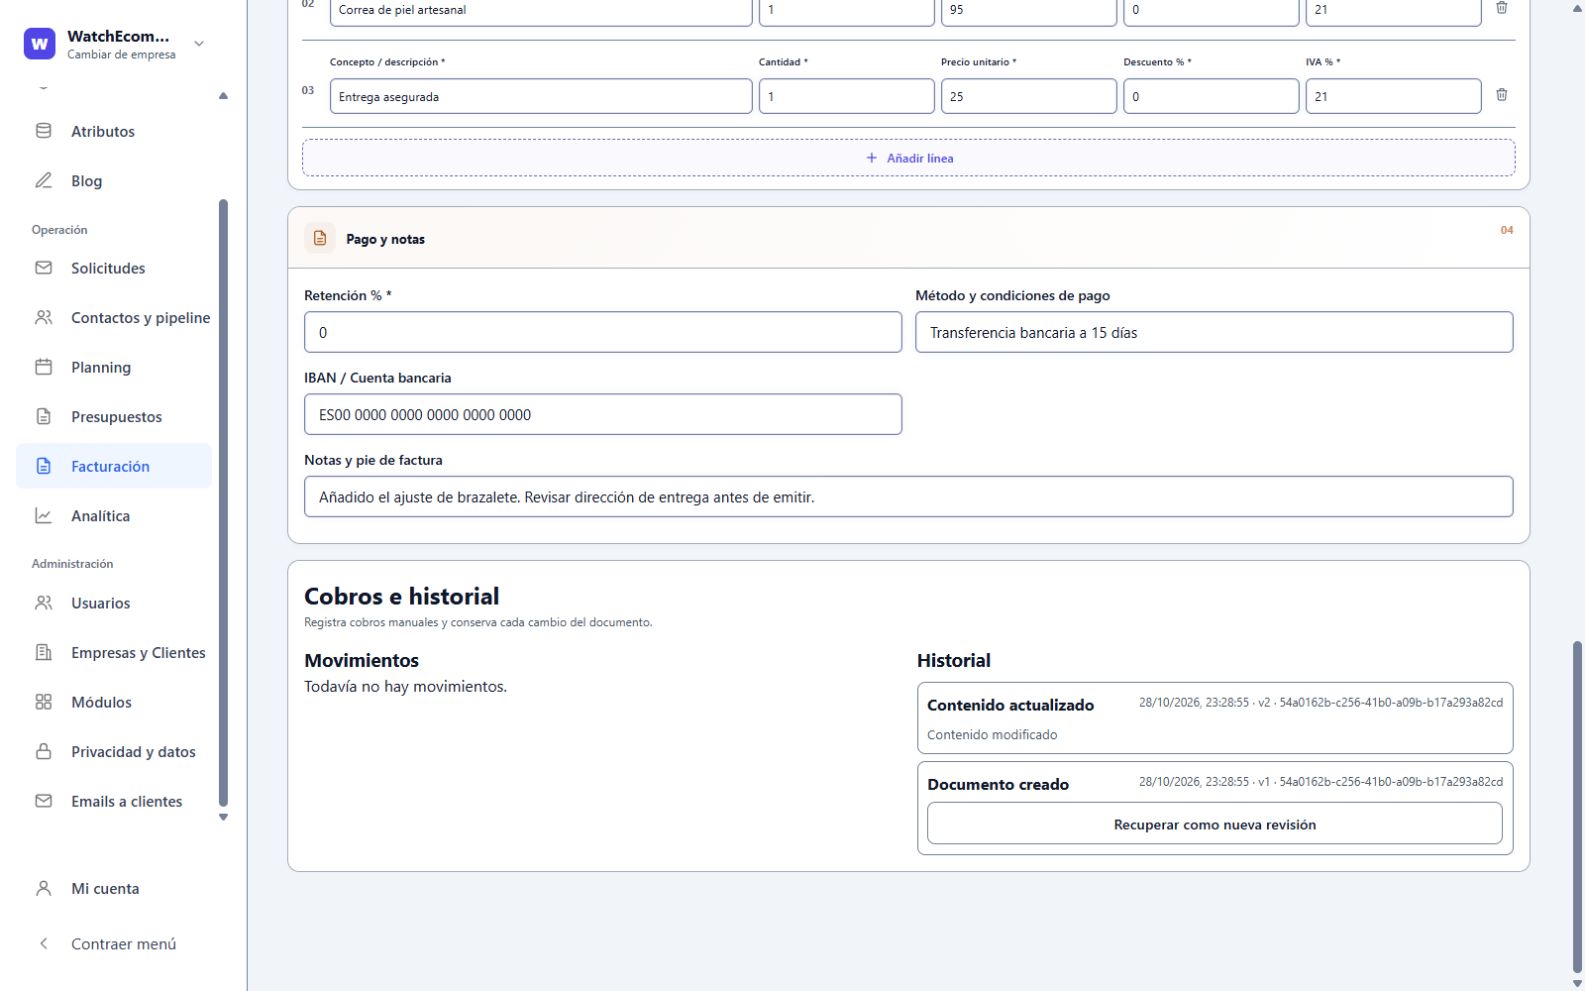 W
WatchEcom...
Cambiar de empresa
Atributos
Blog
Operación
Solicitudes
Contactos y pipeline
Planning
Presupuestos
Facturación
Analítica
Administración
Usuarios
Empresas y Clientes
Módulos
Privacidad y datos
Emails a clientes
Mi cuenta
Contraer menú
02
Correa de piel artesanal 1 95 0 21
Concepto / descripción * Cantidad * Precio unitario * Descuento % * IVA % *
03
Entrega asegurada 1 25 0 21
+ Añadir línea
Pago y notas
04
Retención % * Método y condiciones de pago
0 Transferencia bancaria a 15 días
IBAN / Cuenta bancaria
ES00 0000 0000 0000 0000 0000
Notas y pie de factura
Añadido el ajuste de brazalete. Revisar dirección de entrega antes de emitir.
Cobros e historial
Registra cobros manuales y conserva cada cambio del documento.
Movimientos
Todavía no hay movimientos.
Historial
Contenido actualizado 28/10/2026, 23:28:55 · v2 · 54a0162b-c256-41b0-a09b-b17a293a82cd
Contenido modificado
Documento creado 28/10/2026, 23:28:55 · v1 · 54a0162b-c256-41b0-a09b-b17a293a82cd
Recuperar como nueva revisión